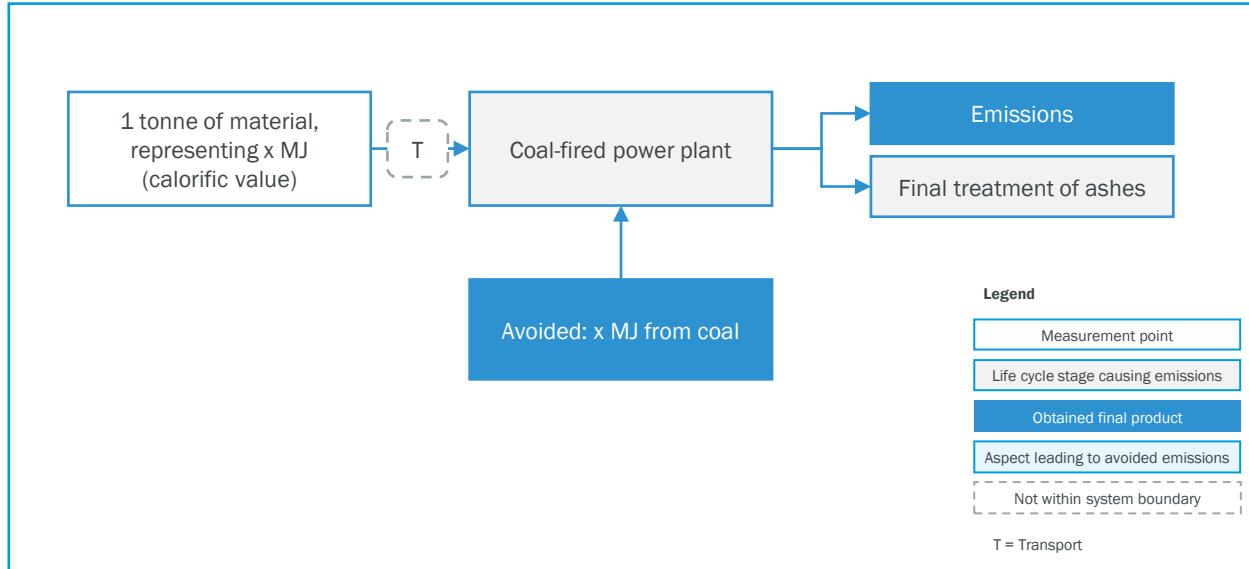 1 tonne of material,
representing x MJ
(calorific value)
T
Coal-fired power plant
Emissions
Final treatment of ashes
Avoided: x MJ from coal
Legend
Measurement point
Life cycle stage causing emissions
Obtained final product
Aspect leading to avoided emissions
Not within system boundary
T = Transport